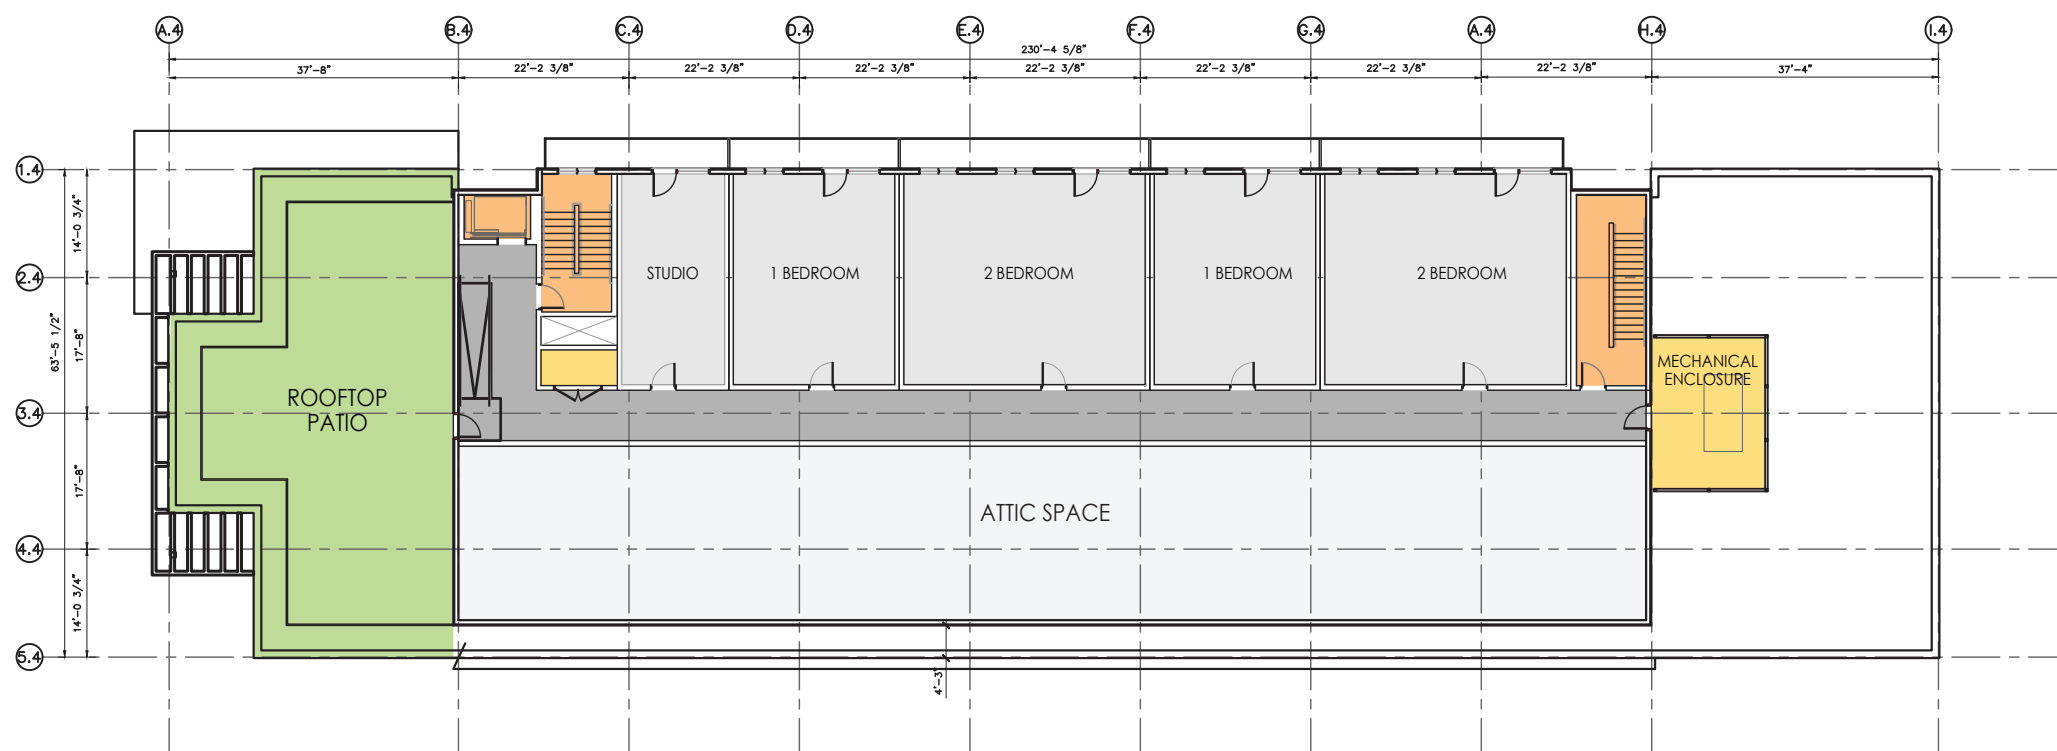 A.4 B.4 C.4 D.4 E.4 F.4 G.4 A.4 H.4 I.4
230'-4 5/8"
37'-8" 22'-2 3/8" 22'-2 3/8" 22'-2 3/8" 22'-2 3/8" 22'-2 3/8" 22'-2 3/8" 22'-2 3/8" 37'-4"
1.4
14'-0 3/4"
2.4
STUDIO 1 BEDROOM 2 BEDROOM 1 BEDROOM 2 BEDROOM
63'-5 1/2"
17'-8"
MECHANICAL
ENCLOSURE
ROOFTOP
PATIO
3.4
17'-8"
ATTIC SPACE
4.4
14'-0 3/4"
5.4
4'-3"